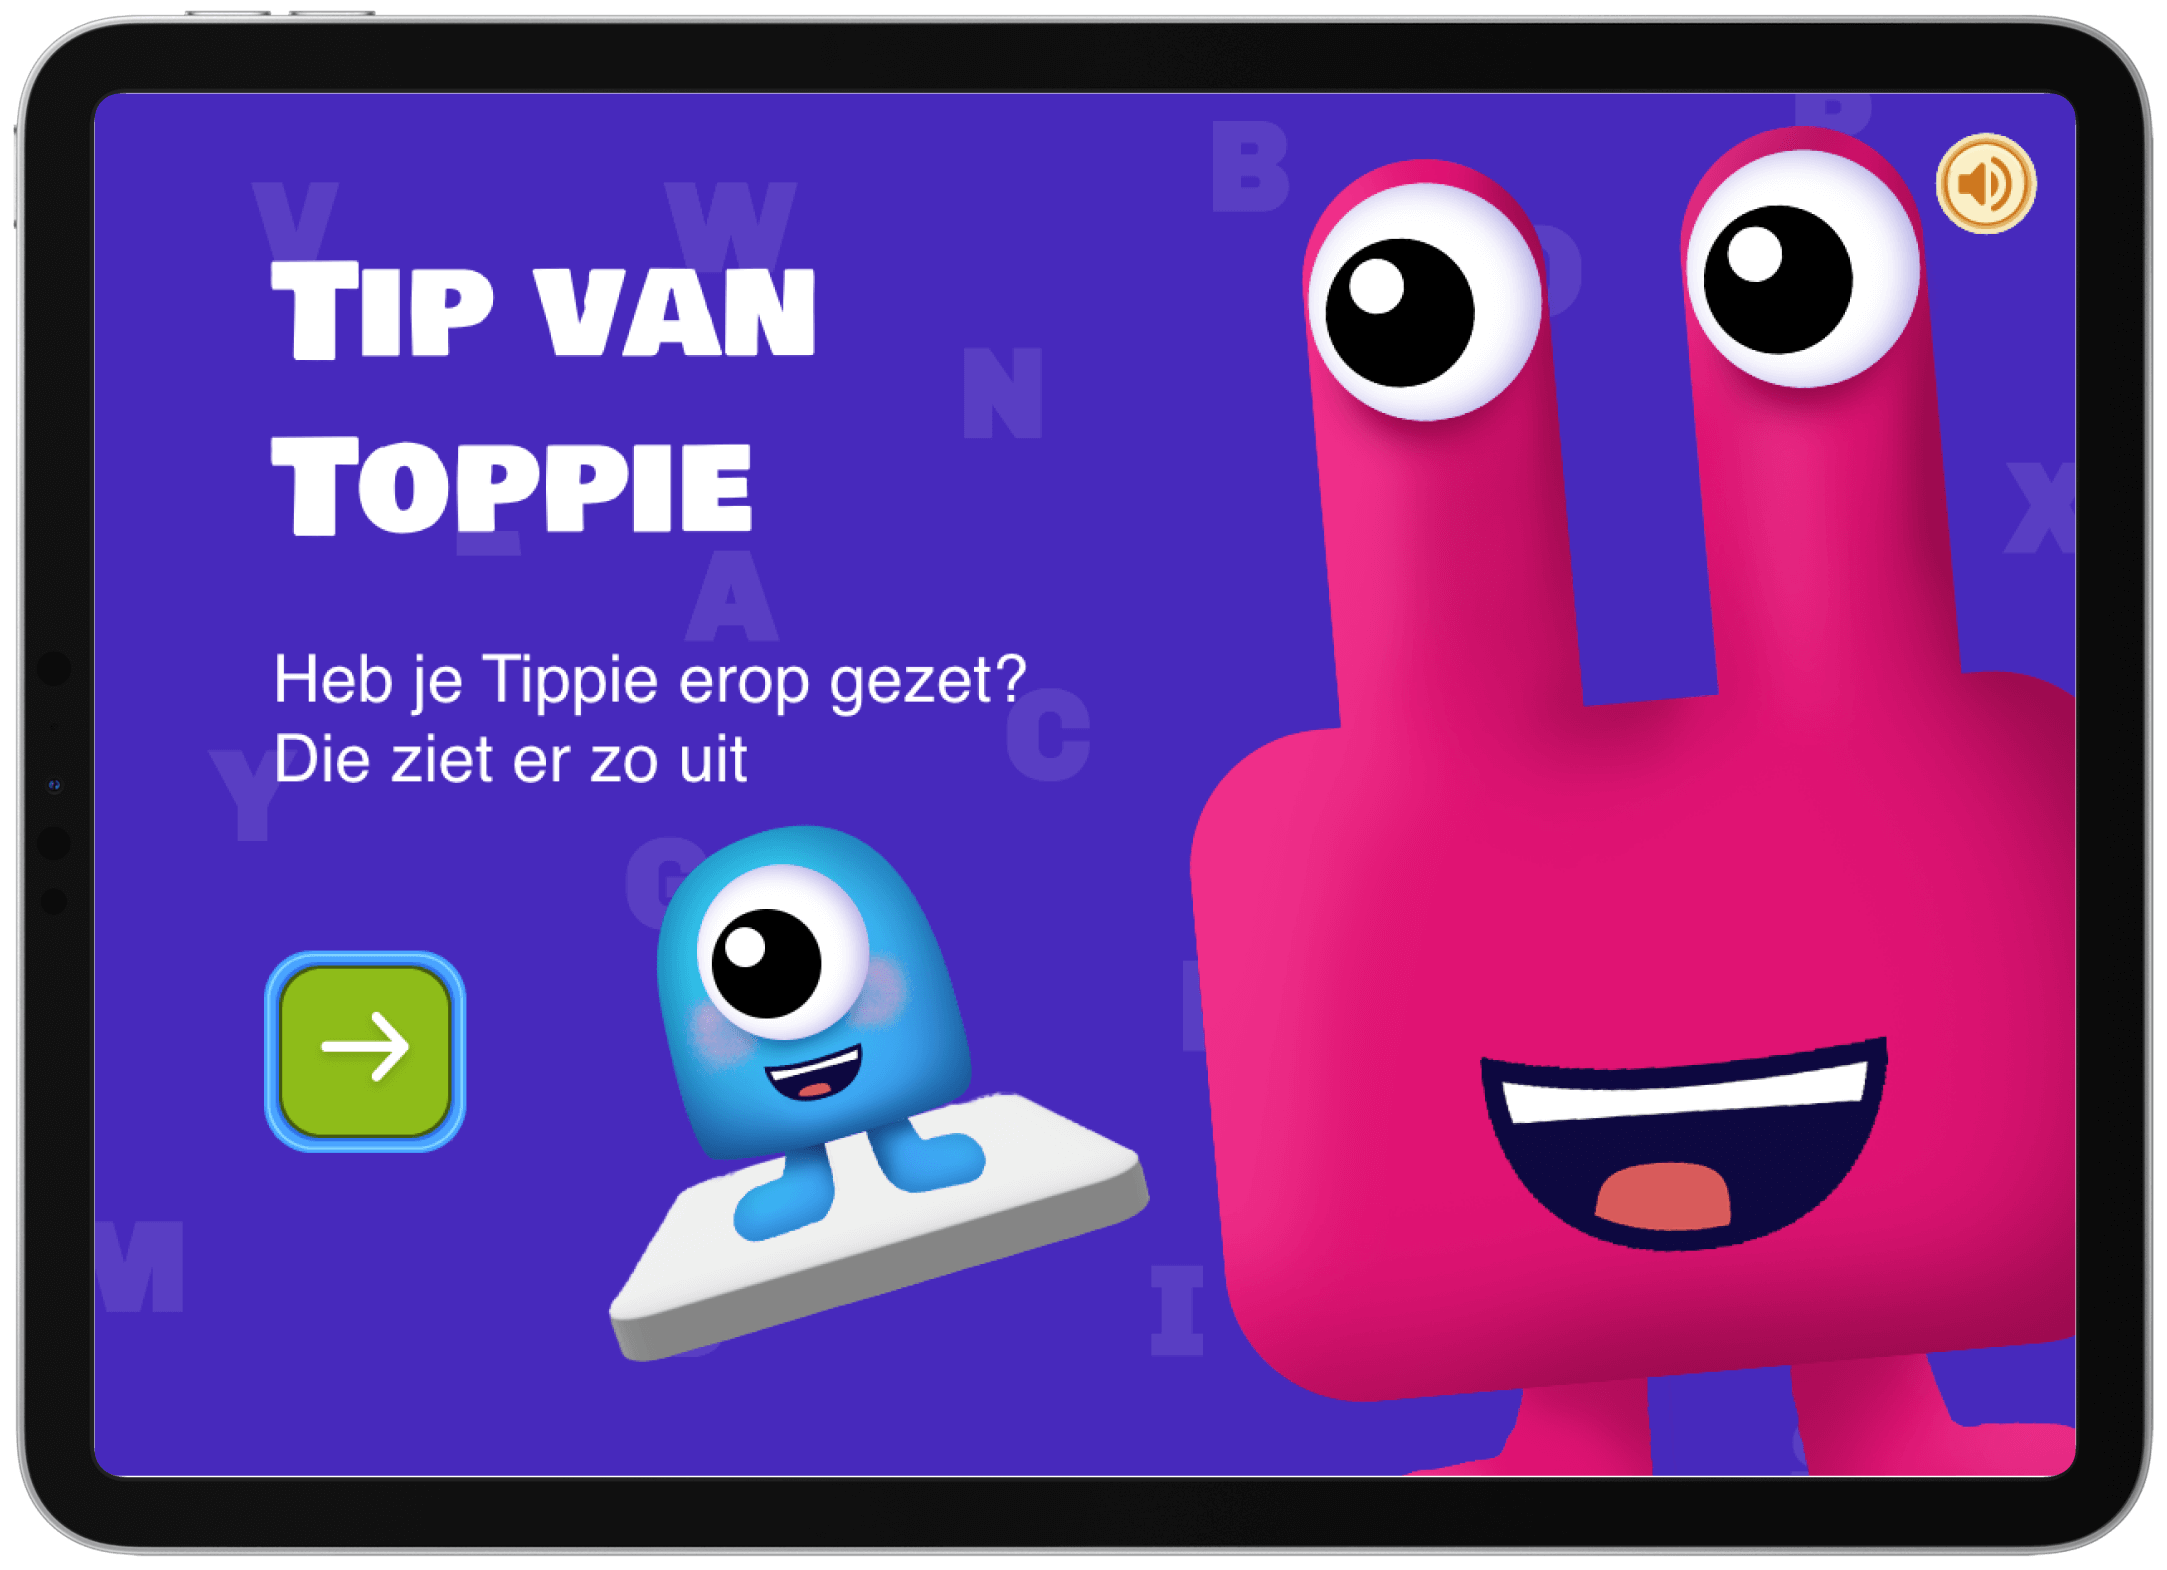 TIP VAN
TOPPIE
Heb je Tippie erop gezet?
Die ziet er zo uit
V
W
B
N
X
A
C
Y
G
M
I